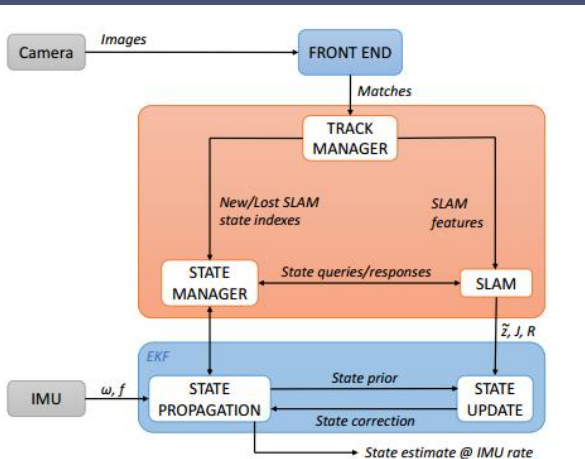 Camera
Images
FRONT END
Matches
TRACK
MANAGER
New/Lost SLAM
state indexes
SLAM
features
STATE
MANAGER
State queries/responses
SLAM
z̃, J, R
EKF
IMU
ω, f
STATE
PROPAGATION
State prior
State correction
STATE
UPDATE
State estimate @ IMU rate